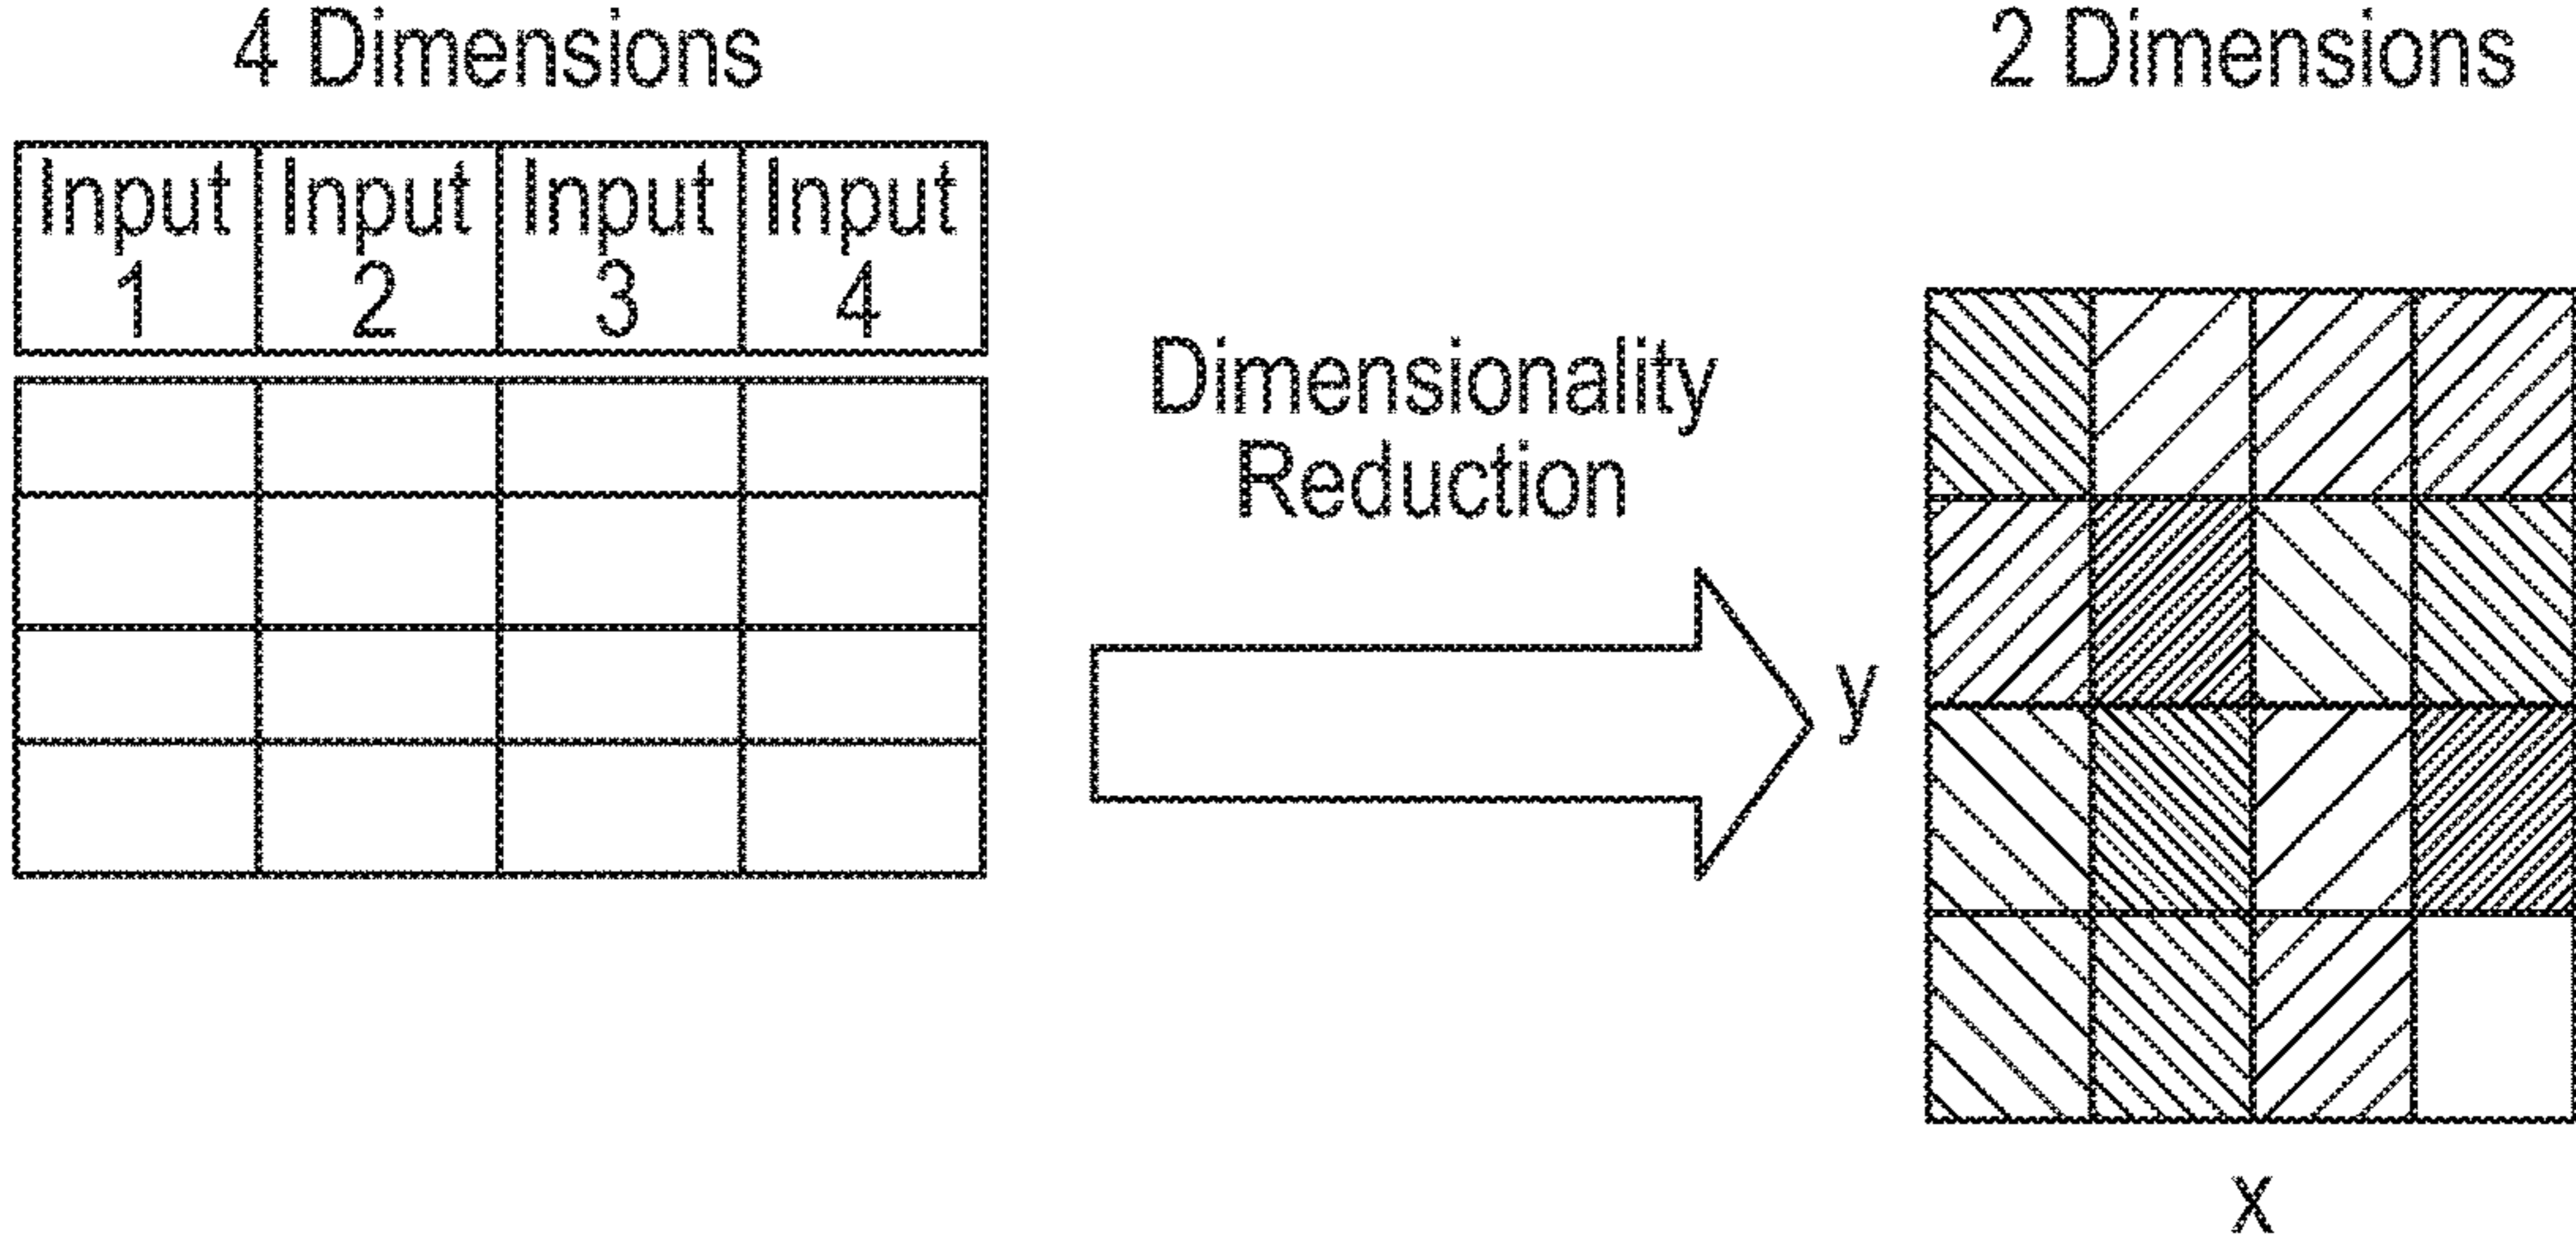 4 Dimensions
2 Dimensions
Input 1
Input 2
Input 3
Input 4
Dimensionality
Reduction
y
x